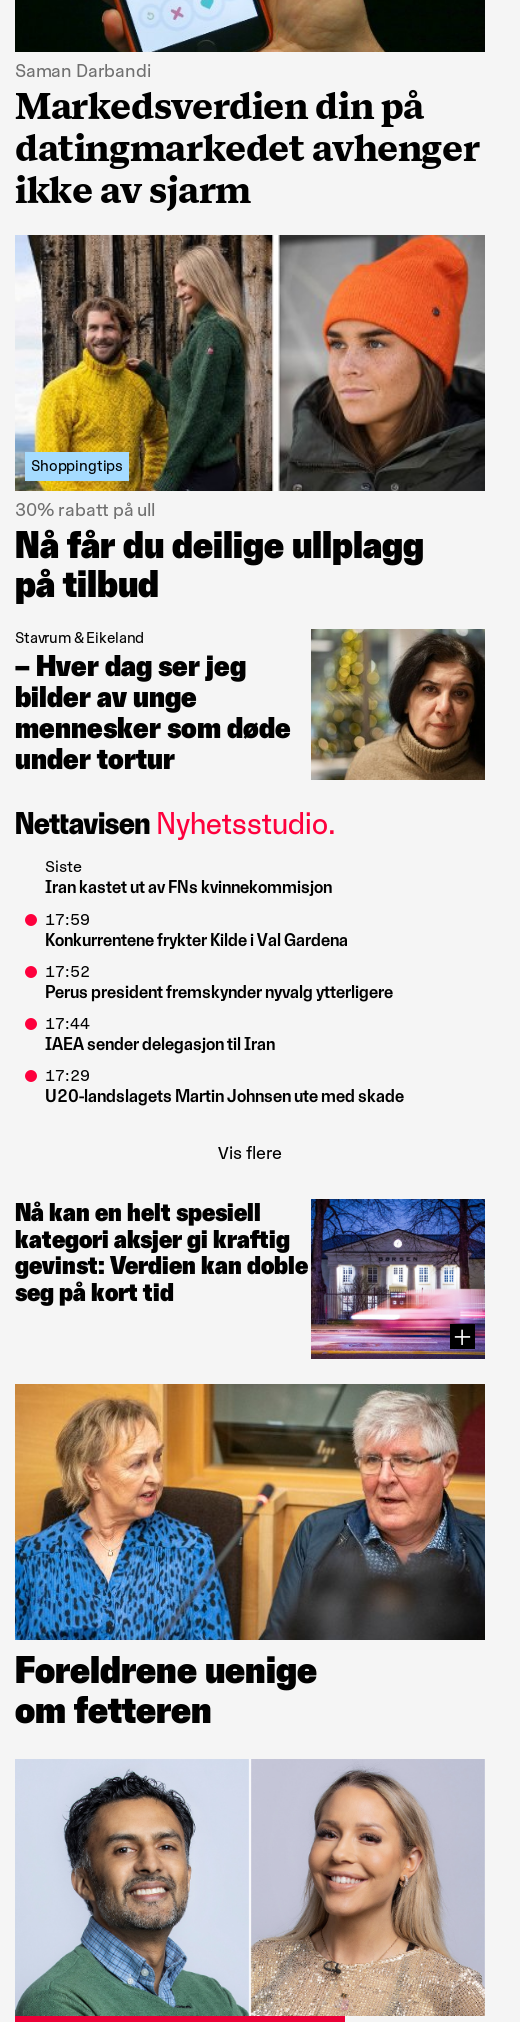 Saman Darbandi
Markedsverdien din på
datingmarkedet avhenger
ikke av sjarm
Shoppingtips
30% rabatt på ull
Nå får du deilige ullplagg
på tilbud
Stavrum & Eikeland
– Hver dag ser jeg
bilder av unge
mennesker som døde
under tortur
Nettavisen Nyhetsstudio.
Siste
Iran kastet ut av FNs kvinnekommisjon
17:59
Konkurrentene frykter Kilde i Val Gardena
17:52
Perus president fremskynder nyvalg ytterligere
17:44
IAEA sender delegasjon til Iran
17:29
U20-landslagets Martin Johnsen ute med skade
Vis flere
Nå kan en helt spesiell
kategori aksjer gi kraftig
gevinst: Verdien kan doble
seg på kort tid
BØRSEN
Foreldrene uenige
om fetteren